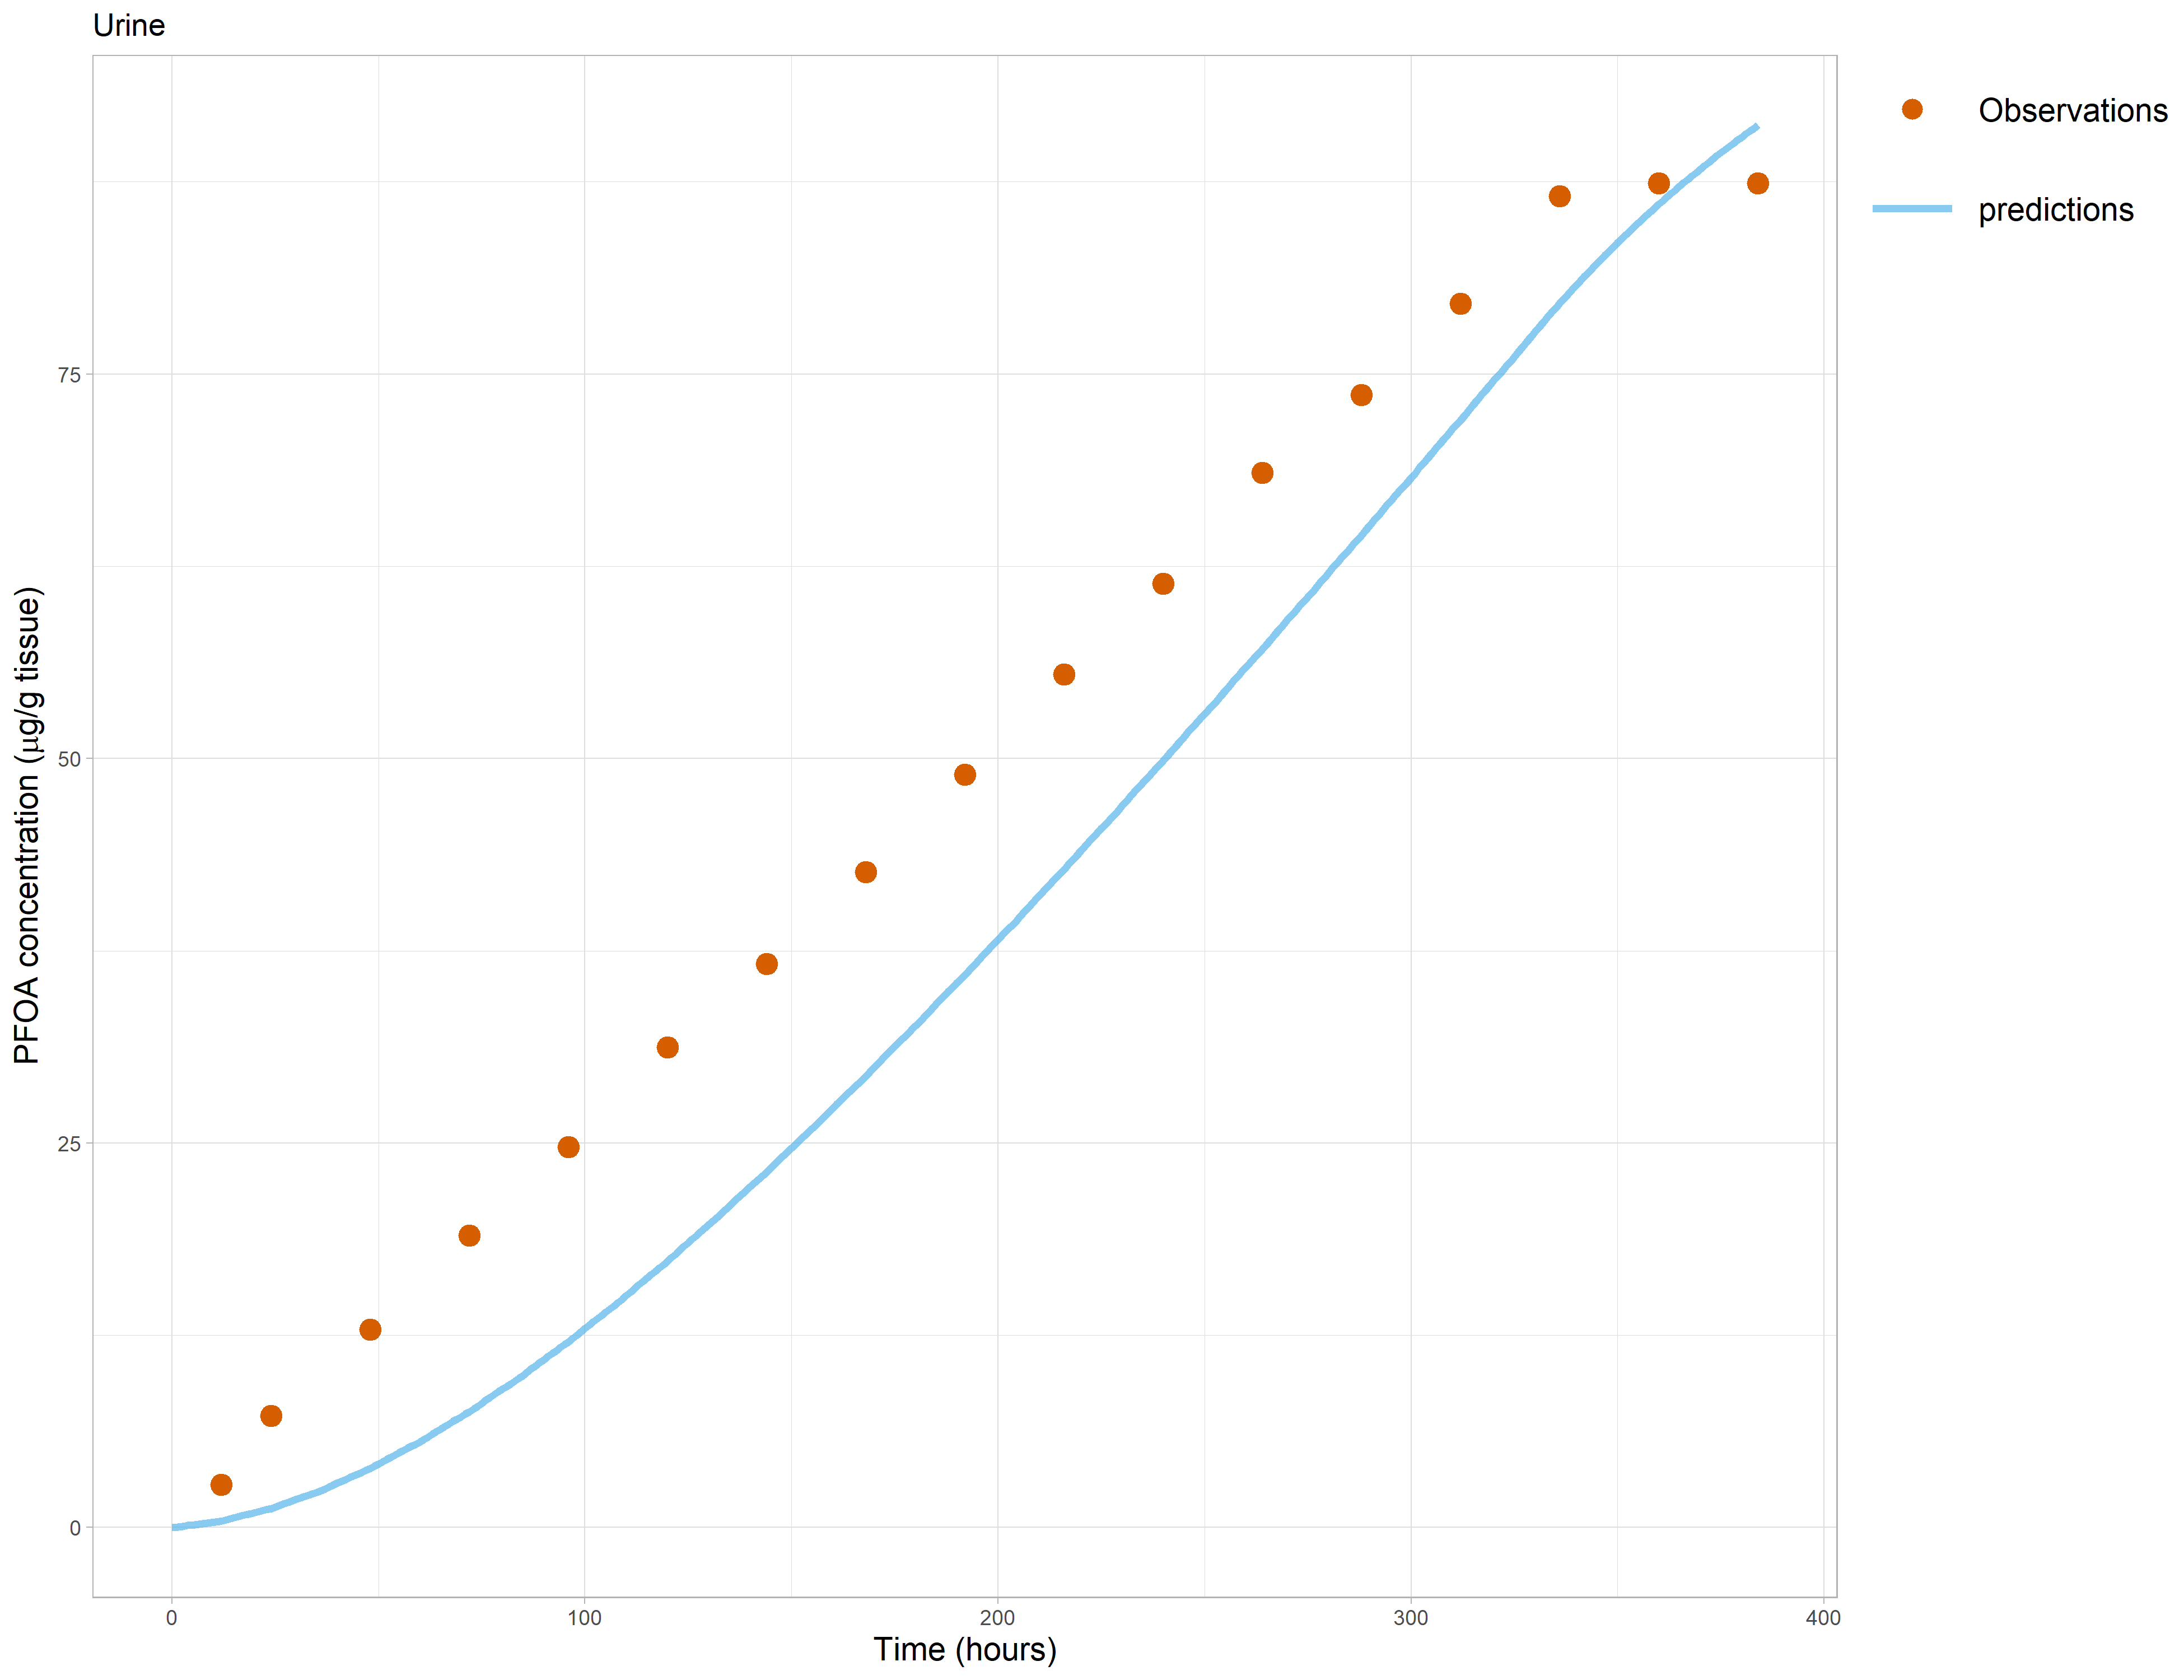 Urine
Observations
predictions
PFOA concentration (μg/g tissue)
75
50
25
0
0 100 200 300 400
Time (hours)